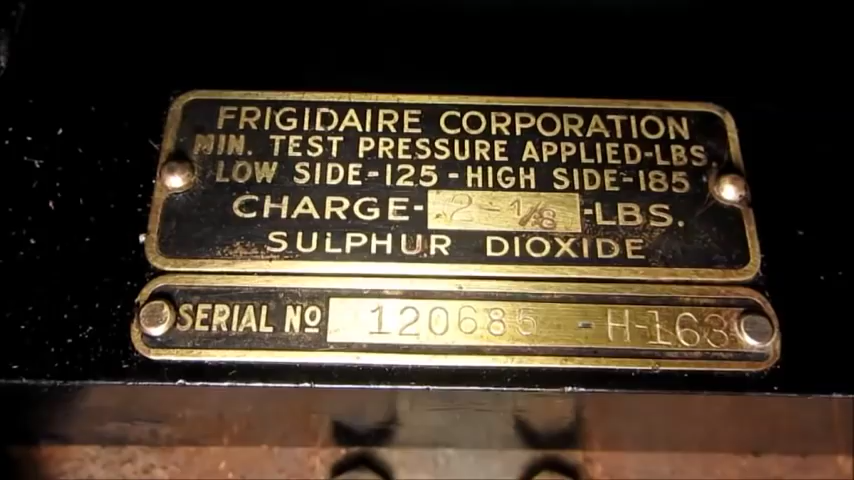 FRIGIDAIRE CORPORATION
MIN. TEST PRESSURE APPLIED-LBS
LOW SIDE-125-HIGH SIDE-185
CHARGE- 2-1/8 -LBS.
SULPHUR DIOXIDE
SERIAL NO 120685 - H-163